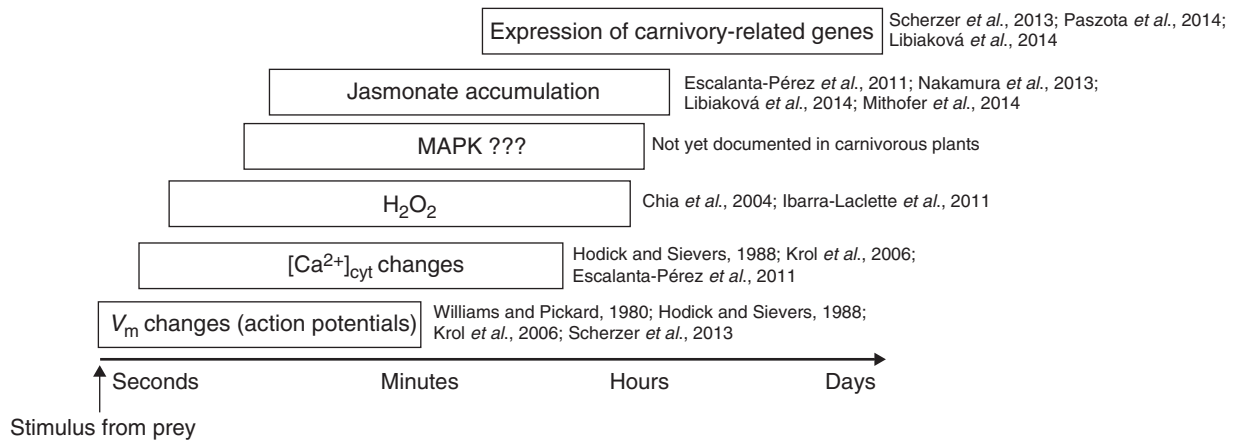 Expression of carnivory-related genes
Scherzer et al., 2013; Paszota et al., 2014;
Libiaková et al., 2014
Jasmonate accumulation
Escalanta-Pérez et al., 2011; Nakamura et al., 2013;
Libiaková et al., 2014; Mithofer et al., 2014
MAPK ???
Not yet documented in carnivorous plants
H₂O₂
Chia et al., 2004; Ibarra-Laclette et al., 2011
[Ca²⁺]cyt changes
Hodick and Sievers, 1988; Krol et al., 2006;
Escalanta-Pérez et al., 2011
Vm changes (action potentials)
Williams and Pickard, 1980; Hodick and Sievers, 1988;
Krol et al., 2006; Scherzer et al., 2013
Seconds Minutes Hours Days
Stimulus from prey